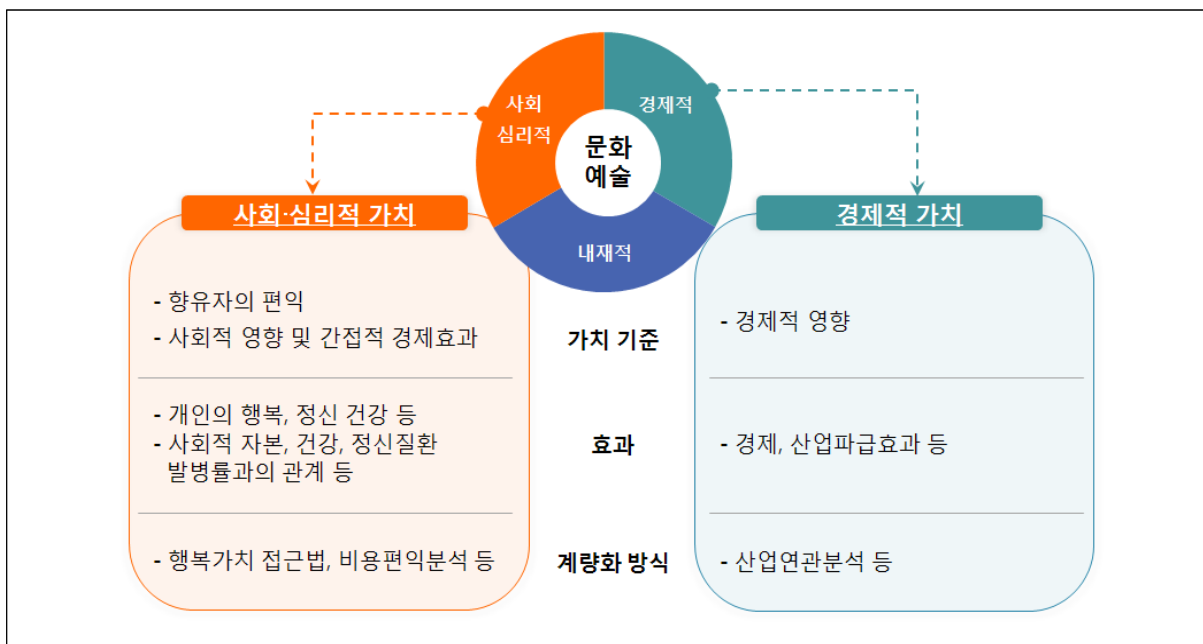 사회
심리적
경제적
문화
예술
내재적
사회·심리적 가치
경제적 가치
- 향유자의 편익
- 사회적 영향 및 간접적 경제효과
가치 기준
- 경제적 영향
- 개인의 행복, 정신 건강 등
- 사회적 자본, 건강, 정신질환
발병률과의 관계 등
효과
- 경제, 산업파급효과 등
- 행복가치 접근법, 비용편익분석 등
계량화 방식
- 산업연관분석 등